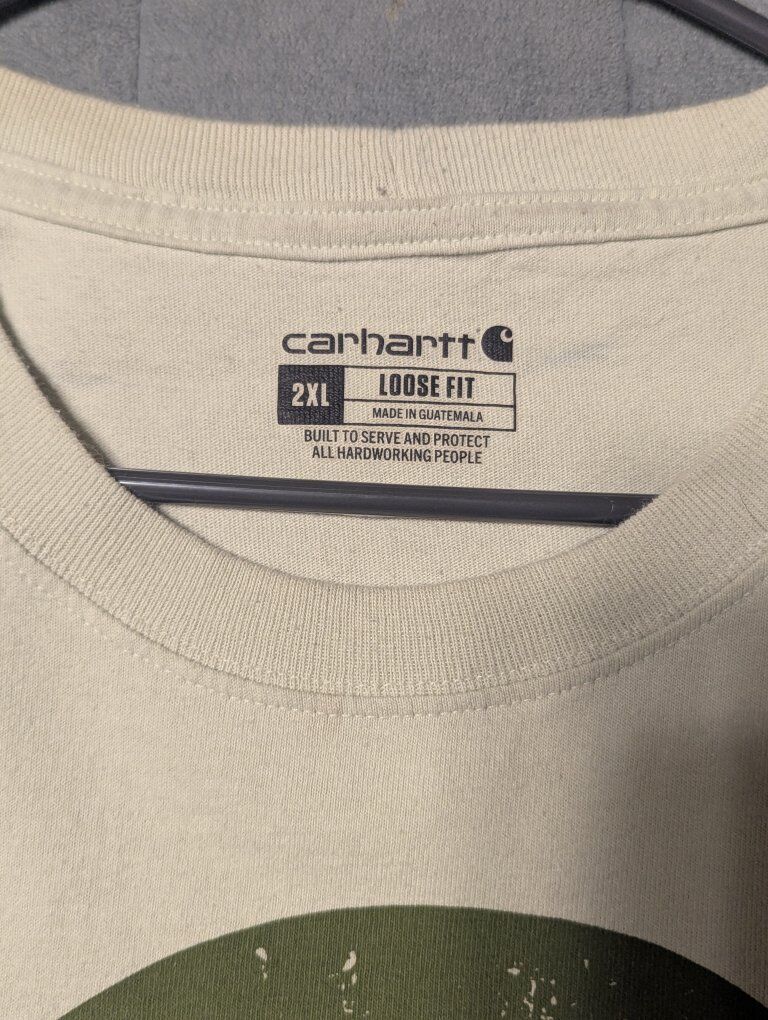 carhartt
2XL LOOSE FIT
MADE IN GUATEMALA
BUILT TO SERVE AND PROTECT
ALL HARDWORKING PEOPLE